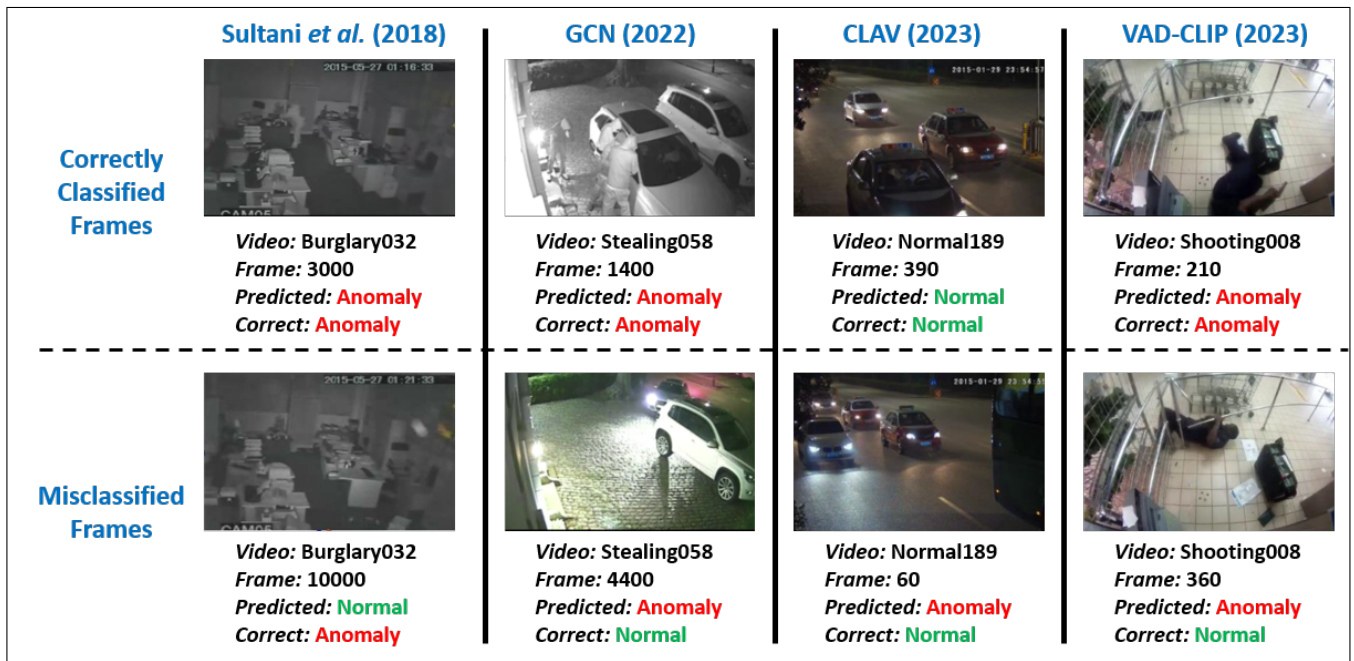 Sultani et al. (2018)
GCN (2022)
CLAV (2023)
VAD-CLIP (2023)
Correctly
Classified
Frames
2015-05-27 01:16:33
CAM05
2015-01-29 23:54:57
Video: Burglary032
Frame: 3000
Predicted: Anomaly
Correct: Anomaly
Video: Stealing058
Frame: 1400
Predicted: Anomaly
Correct: Anomaly
Video: Normal189
Frame: 390
Predicted: Normal
Correct: Normal
Video: Shooting008
Frame: 210
Predicted: Anomaly
Correct: Anomaly
Misclassified
Frames
2015-05-27 01:21:33
CAM05
Video: Burglary032
Frame: 10000
Predicted: Normal
Correct: Anomaly
Video: Stealing058
Frame: 4400
Predicted: Anomaly
Correct: Normal
Video: Normal189
Frame: 60
Predicted: Anomaly
Correct: Normal
Video: Shooting008
Frame: 360
Predicted: Anomaly
Correct: Normal